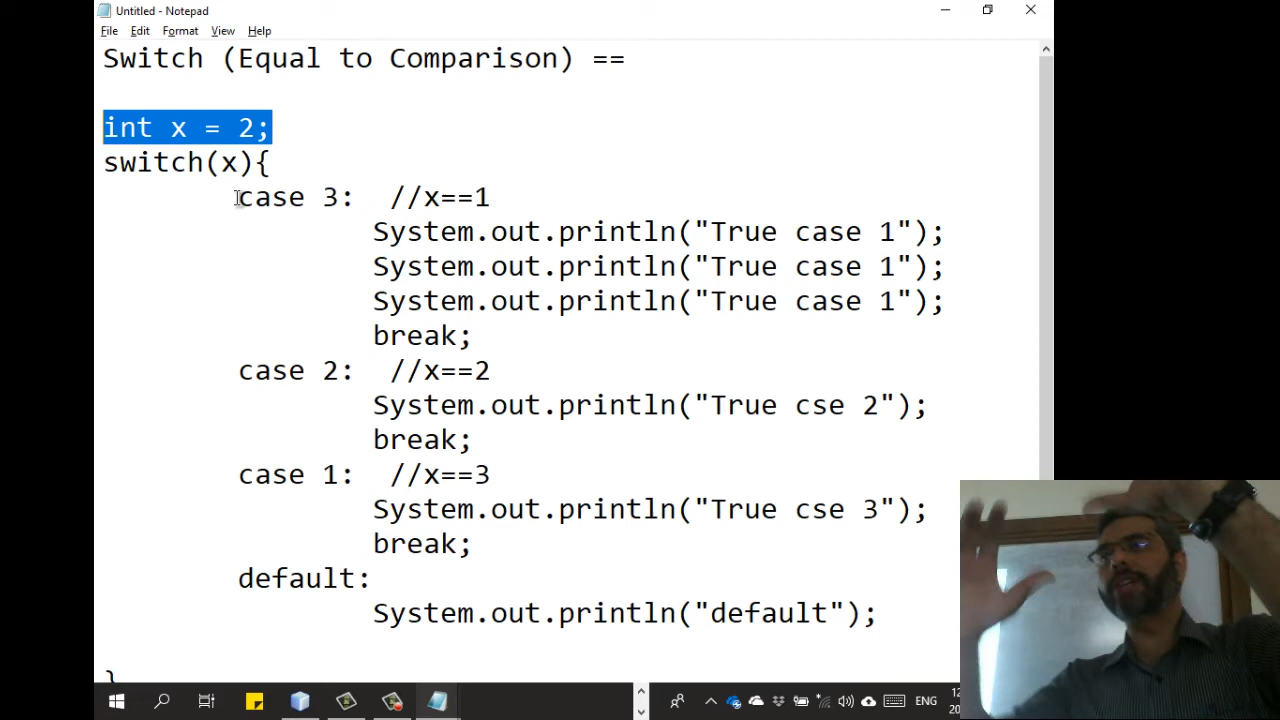 Untitled - Notepad
File Edit Format View Help
Switch (Equal to Comparison) ==
int x = 2;
switch(x){
case 3: //x==1
System.out.println("True case 1");
System.out.println("True case 1");
System.out.println("True case 1");
break;
case 2: //x==2
System.out.println("True cse 2");
break;
case 1: //x==3
System.out.println("True cse 3");
break;
default:
System.out.println("default");
}
ENG